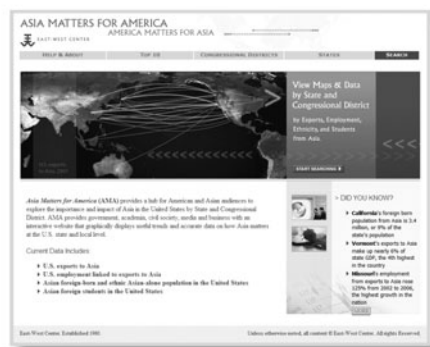 ASIA MATTERS FOR AMERICA
AMERICA MATTERS FOR ASIA
EAST-WEST CENTER
HELP & ABOUT TOP 10 CONGRESSIONAL DISTRICTS STATES SEARCH
View Maps & Data
by State and
Congressional District
by Exports, Employment,
Ethnicity, and Students
from Asia.
START SEARCHING
US exports
to Asia
Asia Matters for America (AMA) provides a hub for American and Asian audiences to
explore the importance and impact of Asia in the United States by State and Congressional
District. AMA provides government, academic, civil society, media and business with an
interactive website that graphically displays useful trends and accurate data on how Asia matters
at the U.S. state and local level.
Current Data Includes
U.S. exports to Asia
U.S. employment linked to exports to Asia
Asian foreign-born and ethnic Asian-alone population in the United States
Asian foreign students in the United States
> DID YOU KNOW?
California's foreign born
population from Asia is 3.4
million, or 9% of the
state's population
Vermont's exports to Asia
make up nearly 6% of
state GDP, the 4th highest
in the country
Missouri's employment
from exports to Asia rose
125% from 2002 to 2006,
the highest growth in the
nation
East-West Center. Established 1960. Unless otherwise noted, all content © East-West Center. All rights Reserved.